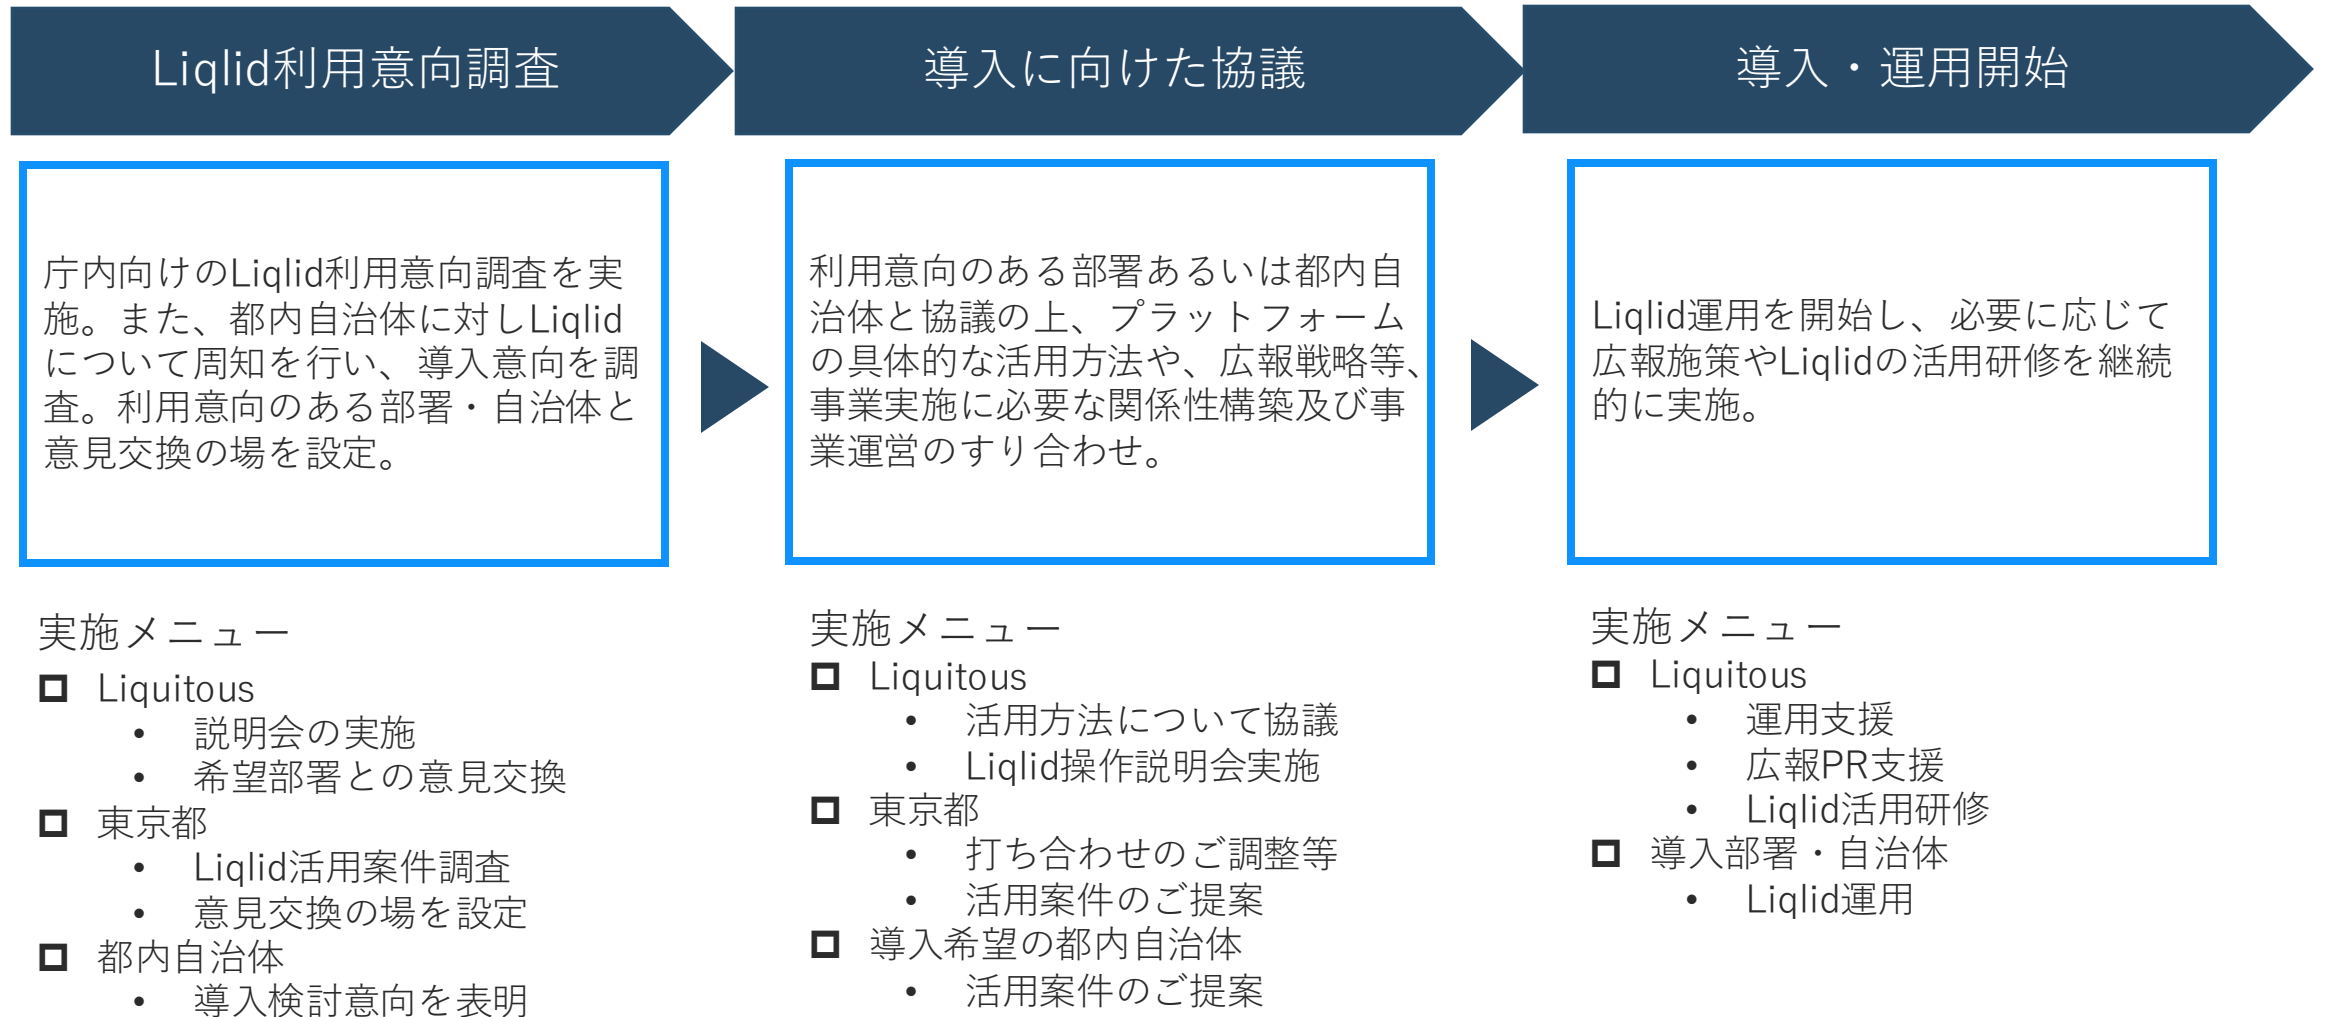 Liqlid利用意向調査
庁内向けのLiqlid利用意向調査を実
施。また、都内自治体に対しLiqlid
について周知を行い、導入意向を調
査。利用意向のある部署・自治体と
意見交換の場を設定。
実施メニュー
Liquitous
• 説明会の実施
• 希望部署との意見交換
東京都
• Liqlid活用案件調査
• 意見交換の場を設定
都内自治体
• 導入検討意向を表明
導入に向けた協議
利用意向のある部署あるいは都内自
治体と協議の上、プラットフォーム
の具体的な活用方法や、広報戦略等、
事業実施に必要な関係性構築及び事
業運営のすり合わせ。
実施メニュー
Liquitous
• 活用方法について協議
• Liqlid操作説明会実施
東京都
• 打ち合わせのご調整等
• 活用案件のご提案
導入希望の都内自治体
• 活用案件のご提案
導入・運用開始
Liqlid運用を開始し、必要に応じて
広報施策やLiqlidの活用研修を継続
的に実施。
実施メニュー
Liquitous
• 運用支援
• 広報PR支援
• Liqlid活用研修
導入部署・自治体
• Liqlid運用